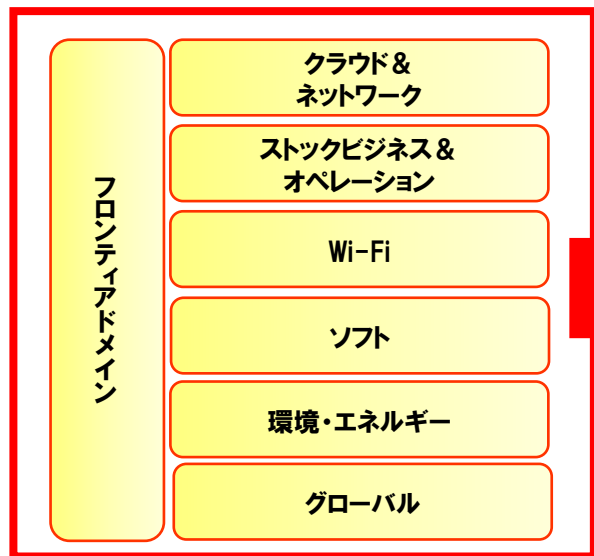 フロンティアドメイン
クラウド＆
ネットワーク
ストックビジネス＆
オペレーション
Wi-Fi
ソフト
環境・エネルギー
グローバル